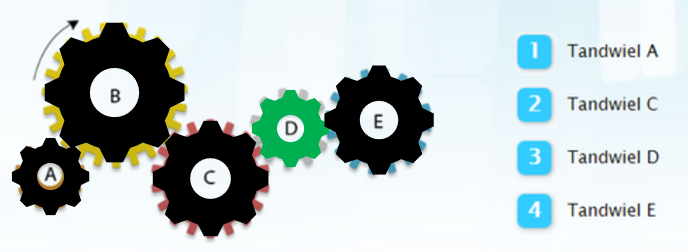 B
A
C
D
E
1 Tandwiel A
2 Tandwiel C
3 Tandwiel D
4 Tandwiel E